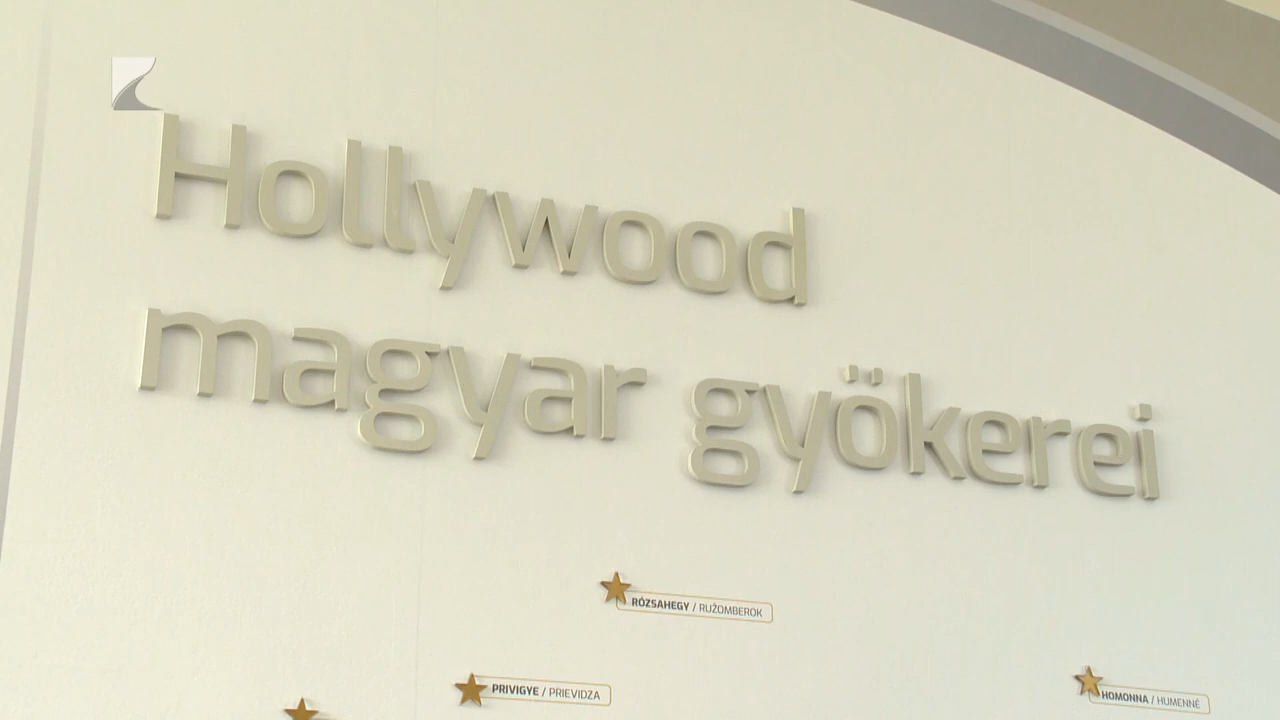 Hollywood
magyar gyökerei
RÓZSAHEGY / RUŽOMBEROK
PRIVIGYE / PRIEVIDZA
HOMONNA / HUMENNÉ